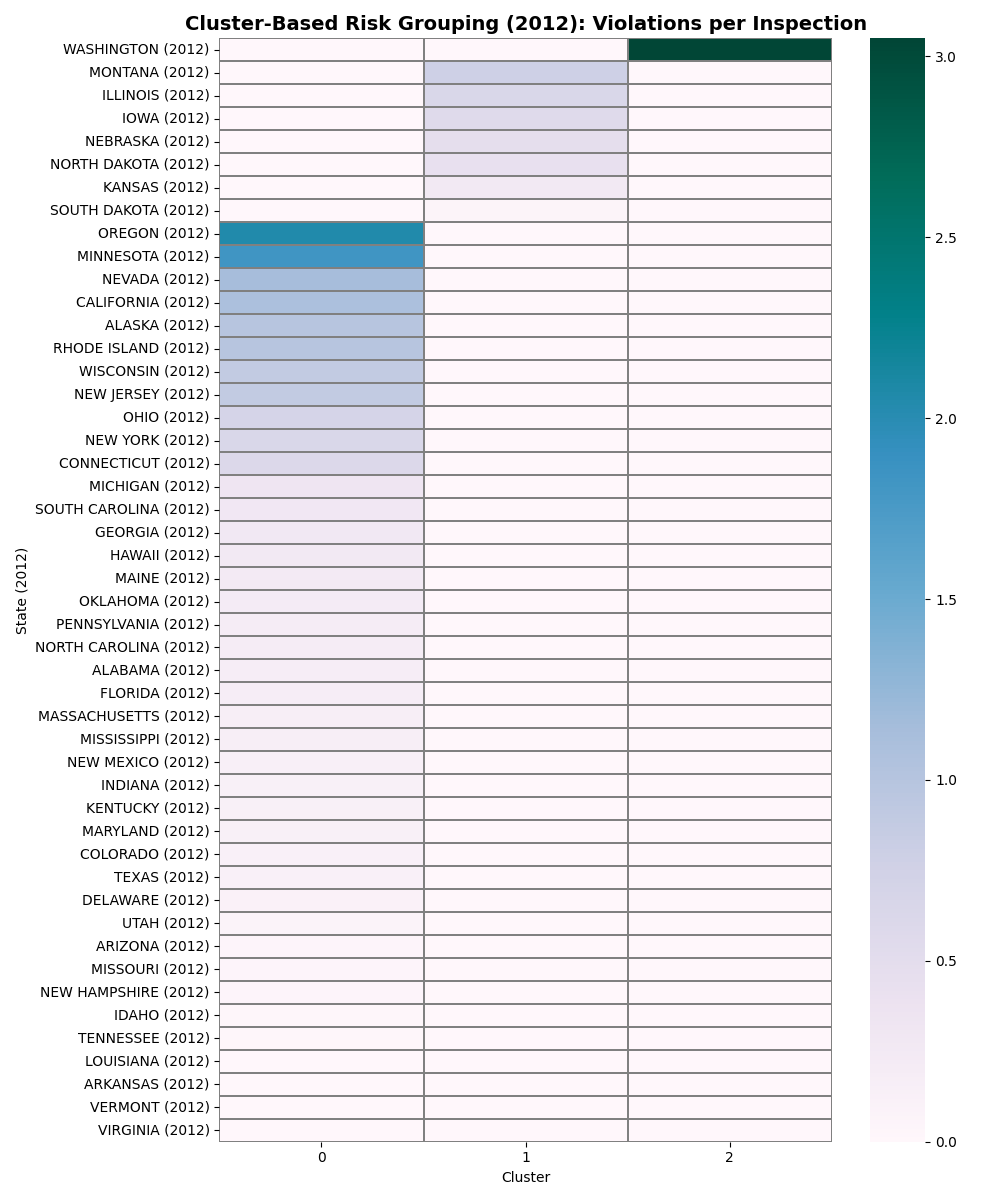 Cluster-Based Risk Grouping (2012): Violations per Inspection
WASHINGTON (2012)
MONTANA (2012)
ILLINOIS (2012)
IOWA (2012)
NEBRASKA (2012)
NORTH DAKOTA (2012)
KANSAS (2012)
SOUTH DAKOTA (2012)
OREGON (2012)
MINNESOTA (2012)
NEVADA (2012)
CALIFORNIA (2012)
ALASKA (2012)
RHODE ISLAND (2012)
WISCONSIN (2012)
NEW JERSEY (2012)
OHIO (2012)
NEW YORK (2012)
CONNECTICUT (2012)
MICHIGAN (2012)
SOUTH CAROLINA (2012)
GEORGIA (2012)
HAWAII (2012)
MAINE (2012)
OKLAHOMA (2012)
PENNSYLVANIA (2012)
NORTH CAROLINA (2012)
ALABAMA (2012)
FLORIDA (2012)
MASSACHUSETTS (2012)
MISSISSIPPI (2012)
NEW MEXICO (2012)
INDIANA (2012)
KENTUCKY (2012)
MARYLAND (2012)
COLORADO (2012)
TEXAS (2012)
DELAWARE (2012)
UTAH (2012)
ARIZONA (2012)
MISSOURI (2012)
NEW HAMPSHIRE (2012)
IDAHO (2012)
TENNESSEE (2012)
LOUISIANA (2012)
ARKANSAS (2012)
VERMONT (2012)
VIRGINIA (2012)
State (2012)
0 1 2
Cluster
3.0
2.5
2.0
1.5
1.0
0.5
0.0